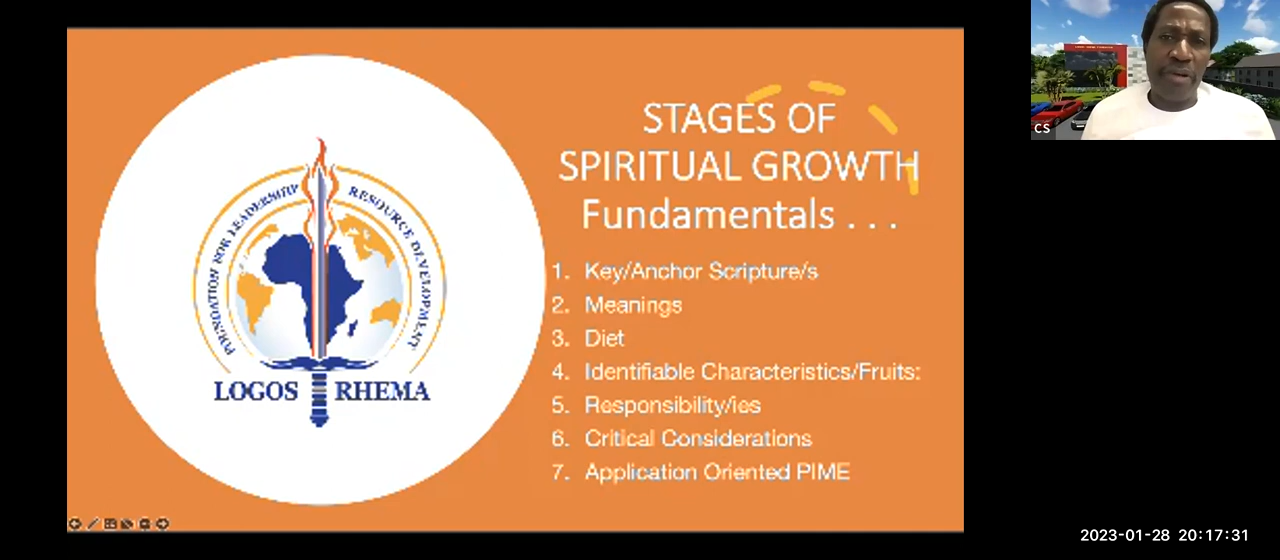 STAGES OF
SPIRITUAL GROWTH
Fundamentals . . .
1. Key/Anchor Scripture/s
2. Meanings
3. Diet
4. Identifiable Characteristics/Fruits:
5. Responsibility/ies
6. Critical Considerations
7. Application Oriented PIME
FOUNDATION FOR LEADERSHIP
RESOURCE DEVELOPMENT
LOGOS RHEMA
CS
2023-01-28 20:17:31